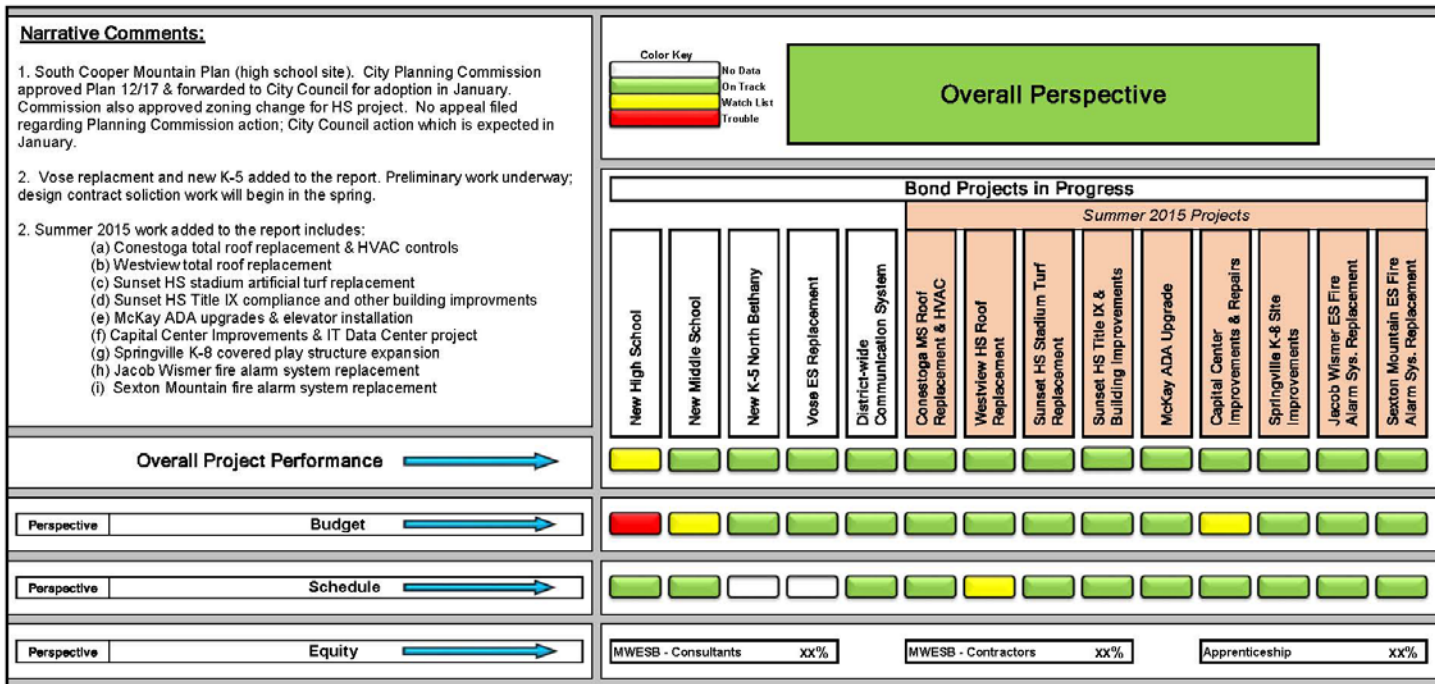 Narrative Comments:
1. South Cooper Mountain Plan (high school site). City Planning Commission
approved Plan 12/17 & forwarded to City Council for adoption in January.
Commission also approved zoning change for HS project. No appeal filed
regarding Planning Commission action; City Council action which is expected in
January.
2. Vose replacment and new K-5 added to the report. Preliminary work underway;
design contract soliction work will begin in the spring.
2. Summer 2015 work added to the report includes:
(a) Conestoga total roof replacement & HVAC controls
(b) Westview total roof replacement
(c) Sunset HS stadium artificial turf replacement
(d) Sunset HS Title IX compliance and other building improvments
(e) McKay ADA upgrades & elevator installation
(f) Capital Center Improvements & IT Data Center project
(g) Springville K-8 covered play structure expansion
(h) Jacob Wismer fire alarm system replacement
(i) Sexton Mountain fire alarm system replacement
Color Key
No Data
On Track
Watch List
Trouble
Overall Perspective
Bond Projects in Progress
Summer 2015 Projects
New High School
New Middle School
New K-5 North Bethany
Vose ES Replacement
District-wide
Communication System
Conestoga MS Roof
Replacement & HVAC
Westview HS Roof
Replacement
Sunset HS Stadium Turf
Replacement
Sunset HS Title IX &
Building Improvements
McKay ADA Upgrade
Capital Center
Improvements & Repairs
Springville K-8 Site
Improvements
Jacob Wismer ES Fire
Alarm Sys. Replacement
Sexton Mountain ES Fire
Alarm Sys. Replacement
Overall Project Performance
Perspective Budget
Perspective Schedule
Perspective Equity
MWESB - Consultants xx%
MWESB - Contractors xx%
Apprenticeship xx%